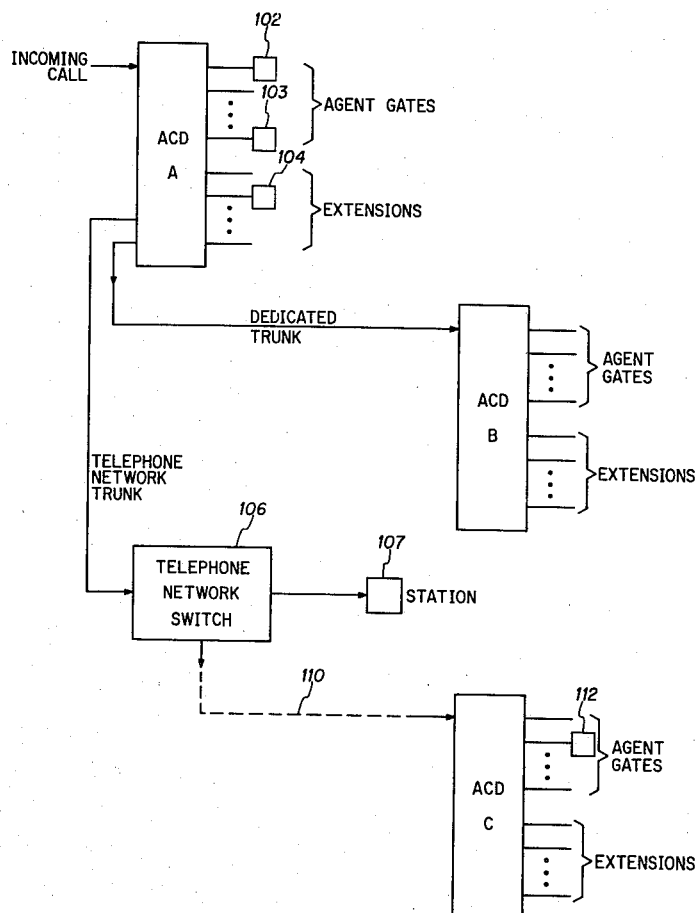 102
INCOMING
CALL
103
AGENT GATES
ACD
A
104
EXTENSIONS
DEDICATED
TRUNK
AGENT
GATES
ACD
B
EXTENSIONS
TELEPHONE
NETWORK
TRUNK
106
TELEPHONE
NETWORK
SWITCH
107
STATION
110
112
AGENT
GATES
ACD
C
EXTENSIONS